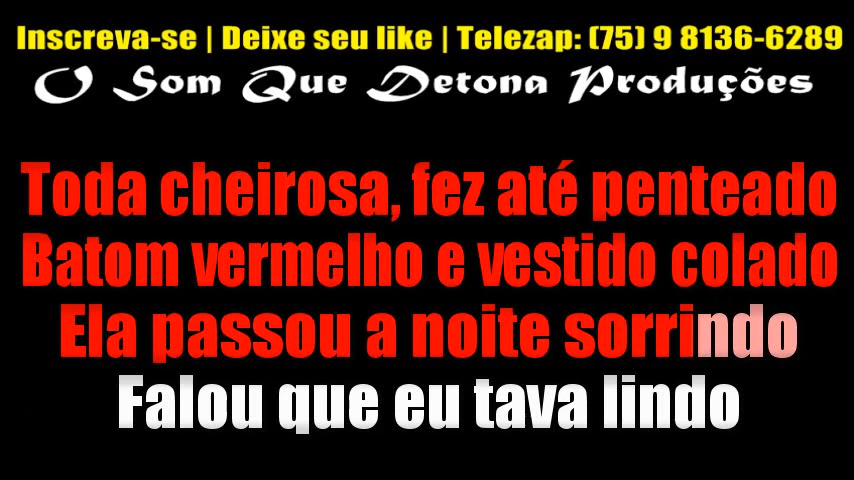 Inscreva-se | Deixe seu like | Telezap: (75) 9 8136-6289
O Som Que Detona Produções
Toda cheirosa, fez até penteado
Batom vermelho e vestido colado
Ela passou a noite sorrindo
Falou que eu tava lindo